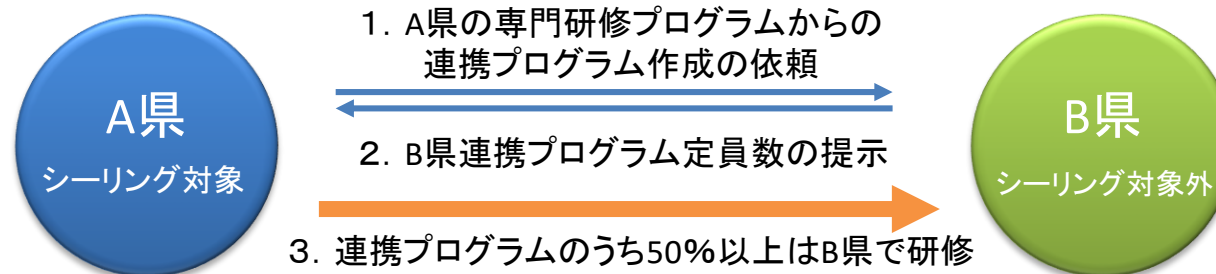 1．A県の専門研修プログラムからの
連携プログラム作成の依頼
A県
シーリング対象
B県
シーリング対象外
２．B県連携プログラム定員数の提示
３．連携プログラムのうち50％以上はB県で研修